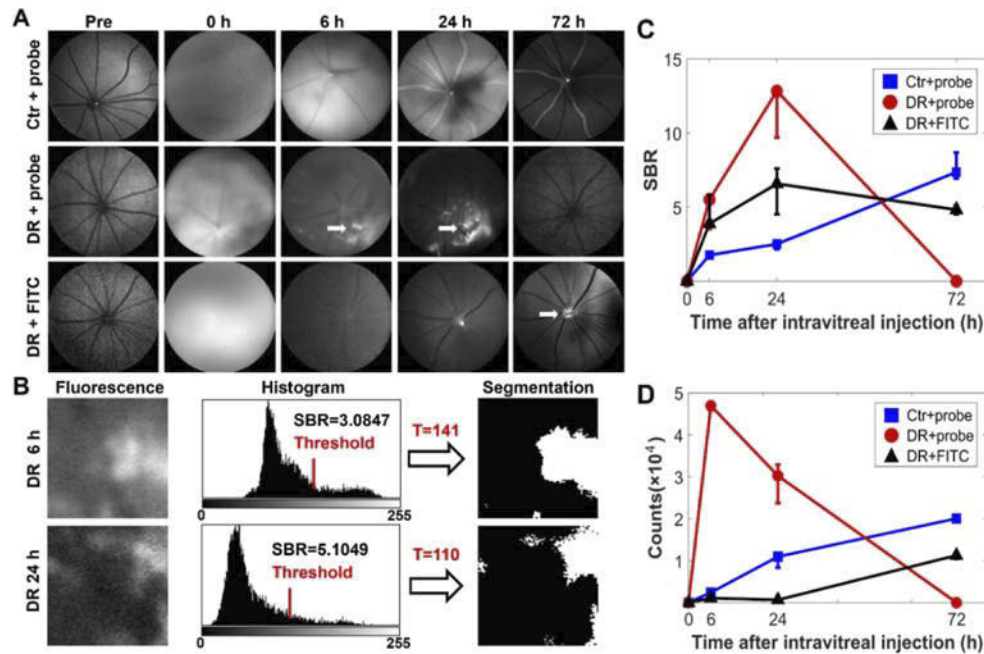 A
Pre 0 h 6 h 24 h 72 h
Ctr + probe
DR + probe
DR + FITC
B
Fluorescence Histogram Segmentation
DR 6 h
SBR=3.0847
Threshold
T=141
0 255
DR 24 h
SBR=5.1049
Threshold
T=110
0 255
C
15
10
5
0
SBR
Ctr+probe
DR+probe
DR+FITC
0 6 24 72
Time after intravitreal injection (h)
D
5
4
3
2
1
0
Counts(×10⁴)
Ctr+probe
DR+probe
DR+FITC
0 6 24 72
Time after intravitreal injection (h)